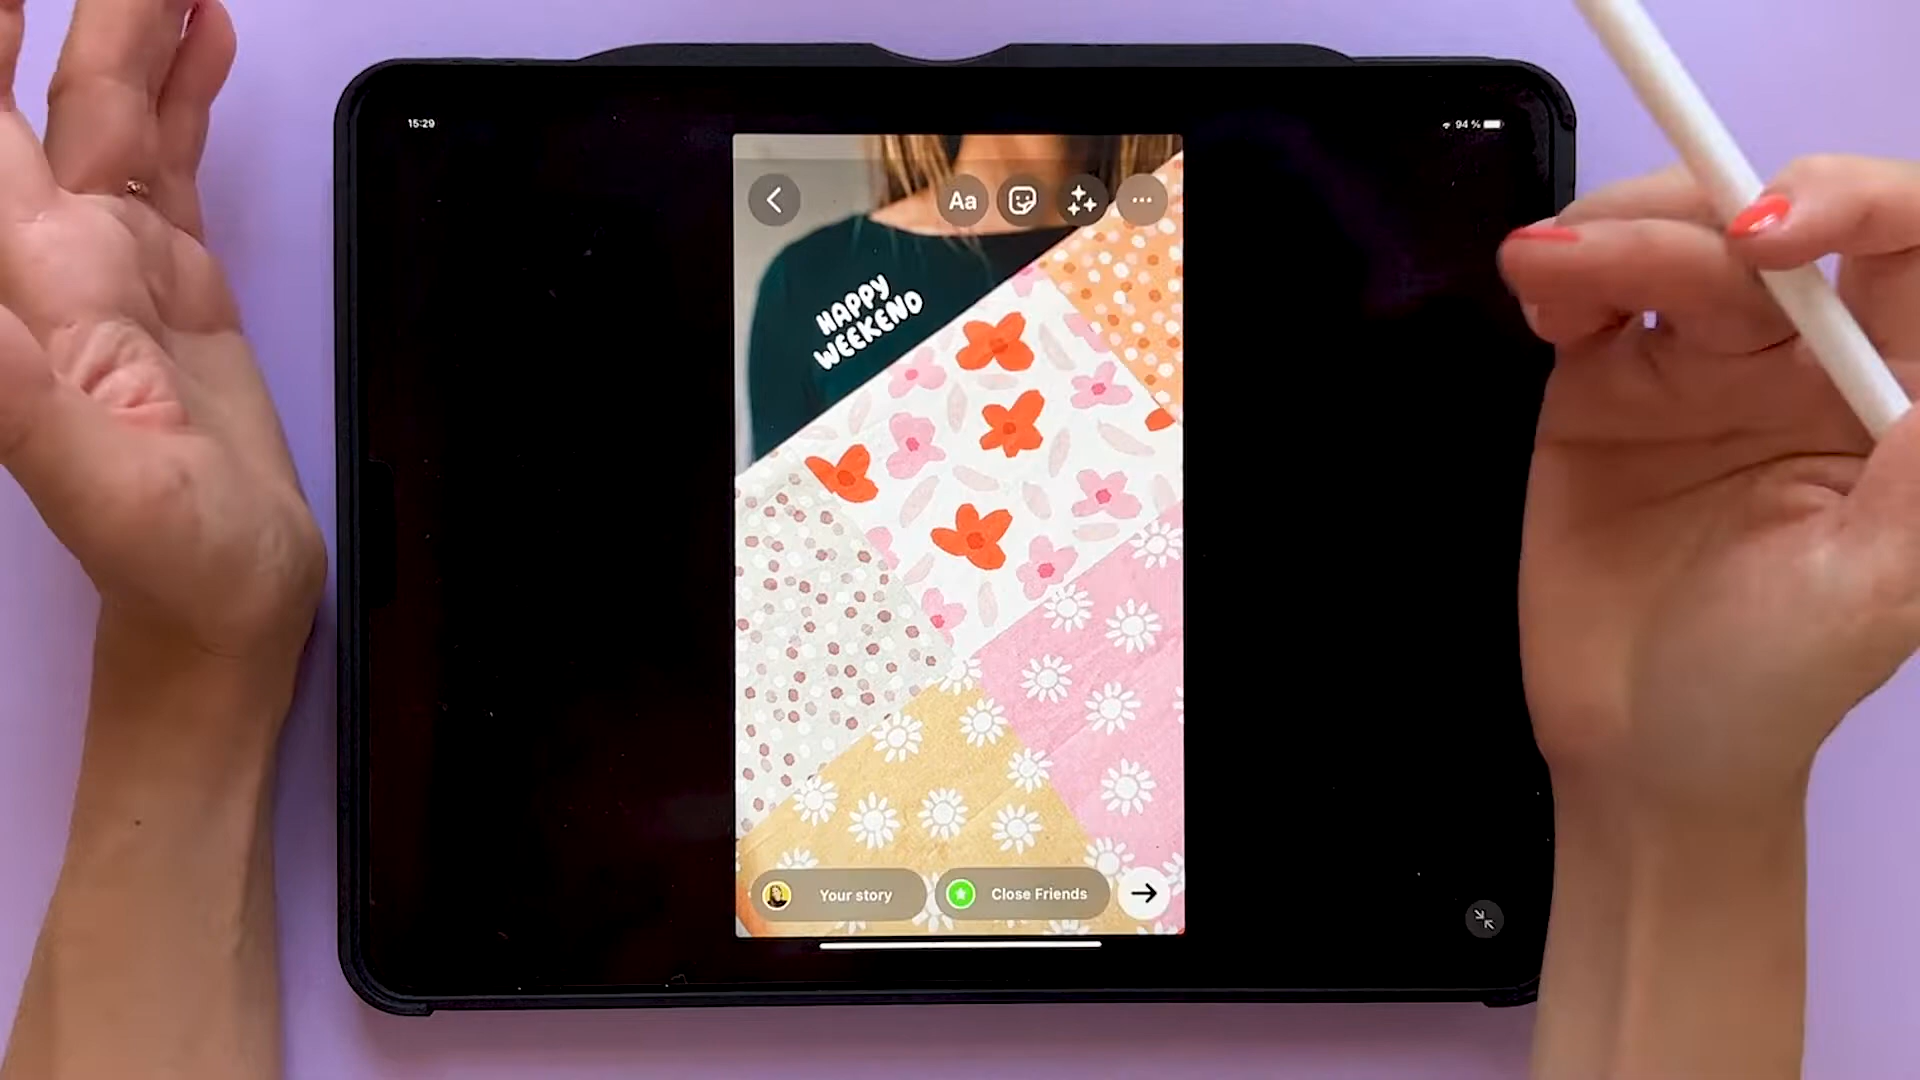 15:29
94 %
Aa
HAPPY
WEEKEND
Your story
Close Friends